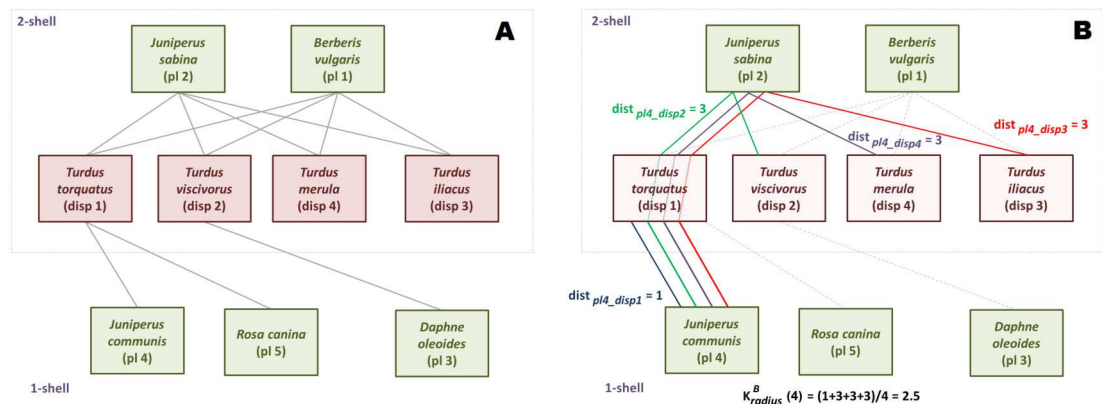 2-shell
A
Juniperus
sabina
(pl 2)
Berberis
vulgaris
(pl 1)
Turdus
torquatus
(disp 1)
Turdus
viscivorus
(disp 2)
Turdus
merula
(disp 4)
Turdus
iliacus
(disp 3)
Juniperus
communis
(pl 4)
Rosa canina
(pl 5)
Daphne
oleoides
(pl 3)
1-shell
2-shell
B
Juniperus
sabina
(pl 2)
Berberis
vulgaris
(pl 1)
dist pl4_disp2 = 3
dist pl4_disp4 = 3
dist pl4_disp3 = 3
Turdus
torquatus
(disp 1)
Turdus
viscivorus
(disp 2)
Turdus
merula
(disp 4)
Turdus
iliacus
(disp 3)
dist pl4_disp1 = 1
Juniperus
communis
(pl 4)
Rosa canina
(pl 5)
Daphne
oleoides
(pl 3)
1-shell
K B radius (4) = (1+3+3+3)/4 = 2.5